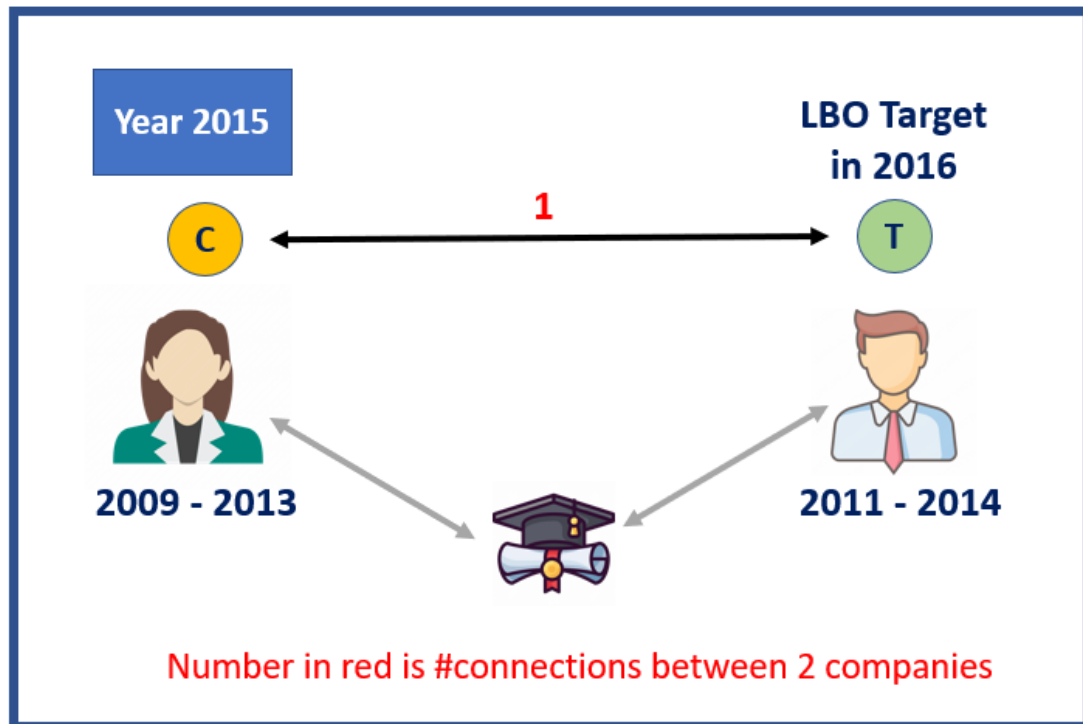 Year 2015
LBO Target
in 2016
1
C
T
2009 - 2013
2011 - 2014
Number in red is #connections between 2 companies